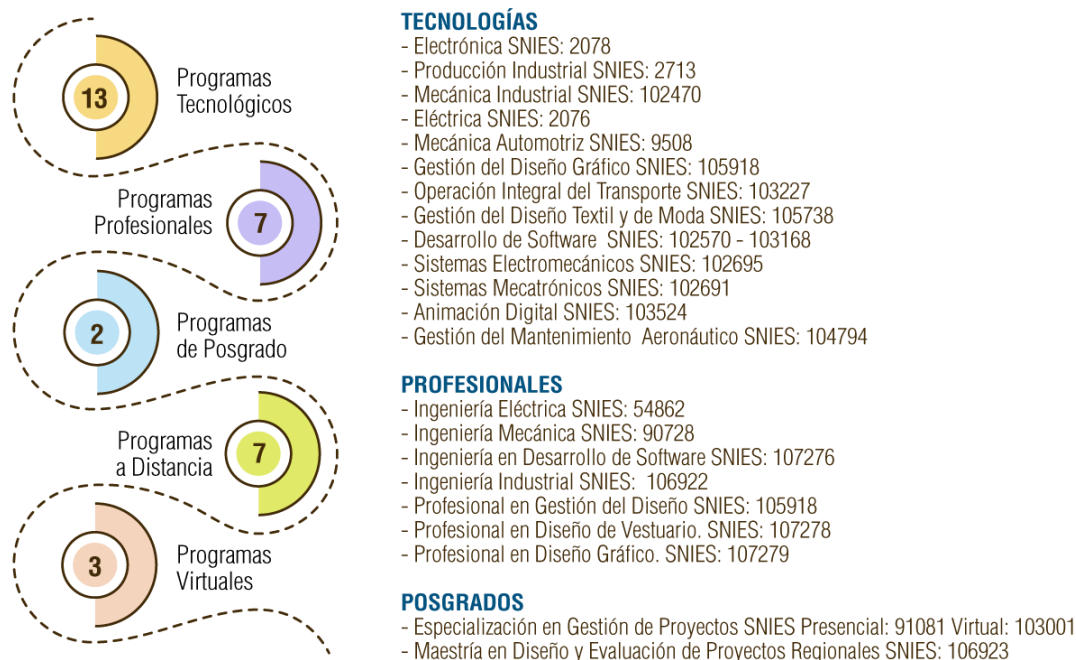 13
Programas
Tecnológicos
Programas
Profesionales
7
2
Programas
de Posgrado
Programas
a Distancia
7
3
Programas
Virtuales
TECNOLOGÍAS
- Electrónica SNIES: 2078
- Producción Industrial SNIES: 2713
- Mecánica Industrial SNIES: 102470
- Eléctrica SNIES: 2076
- Mecánica Automotriz SNIES: 9508
- Gestión del Diseño Gráfico SNIES: 105918
- Operación Integral del Transporte SNIES: 103227
- Gestión del Diseño Textil y de Moda SNIES: 105738
- Desarrollo de Software SNIES: 102570 - 103168
- Sistemas Electromecánicos SNIES: 102695
- Sistemas Mecatrónicos SNIES: 102691
- Animación Digital SNIES: 103524
- Gestión del Mantenimiento Aeronáutico SNIES: 104794
PROFESIONALES
- Ingeniería Eléctrica SNIES: 54862
- Ingeniería Mecánica SNIES: 90728
- Ingeniería en Desarrollo de Software SNIES: 107276
- Ingeniería Industrial SNIES: 106922
- Profesional en Gestión del Diseño SNIES: 105918
- Profesional en Diseño de Vestuario. SNIES: 107278
- Profesional en Diseño Gráfico. SNIES: 107279
POSGRADOS
- Especialización en Gestión de Proyectos SNIES Presencial: 91081 Virtual: 103001
- Maestría en Diseño y Evaluación de Proyectos Regionales SNIES: 106923